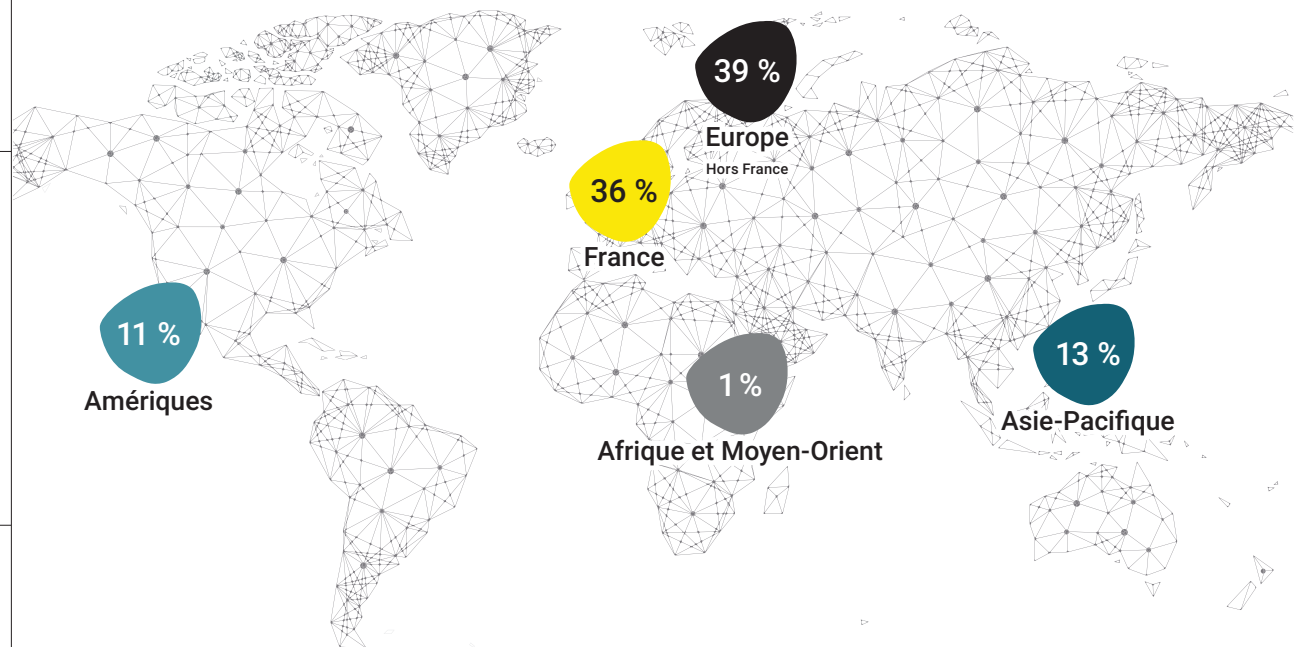 39 %
Europe
Hors France
36 %
France
11 %
Amériques
1 %
Afrique et Moyen-Orient
13 %
Asie-Pacifique